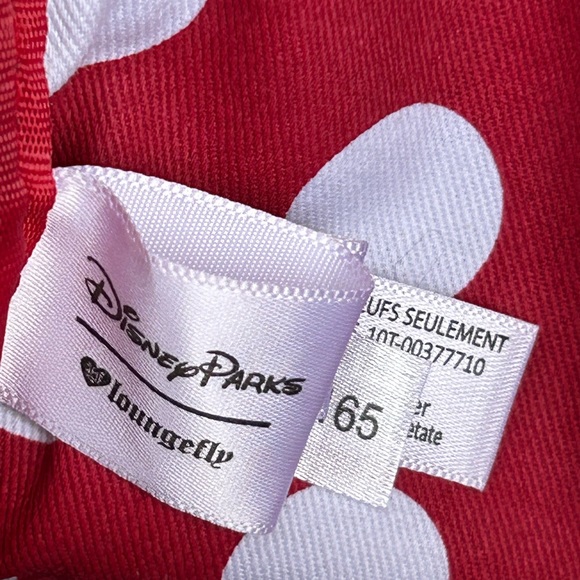 Disney Parks
loungefly
65
UFS SEULEMENT
10T-00377710
er
etate